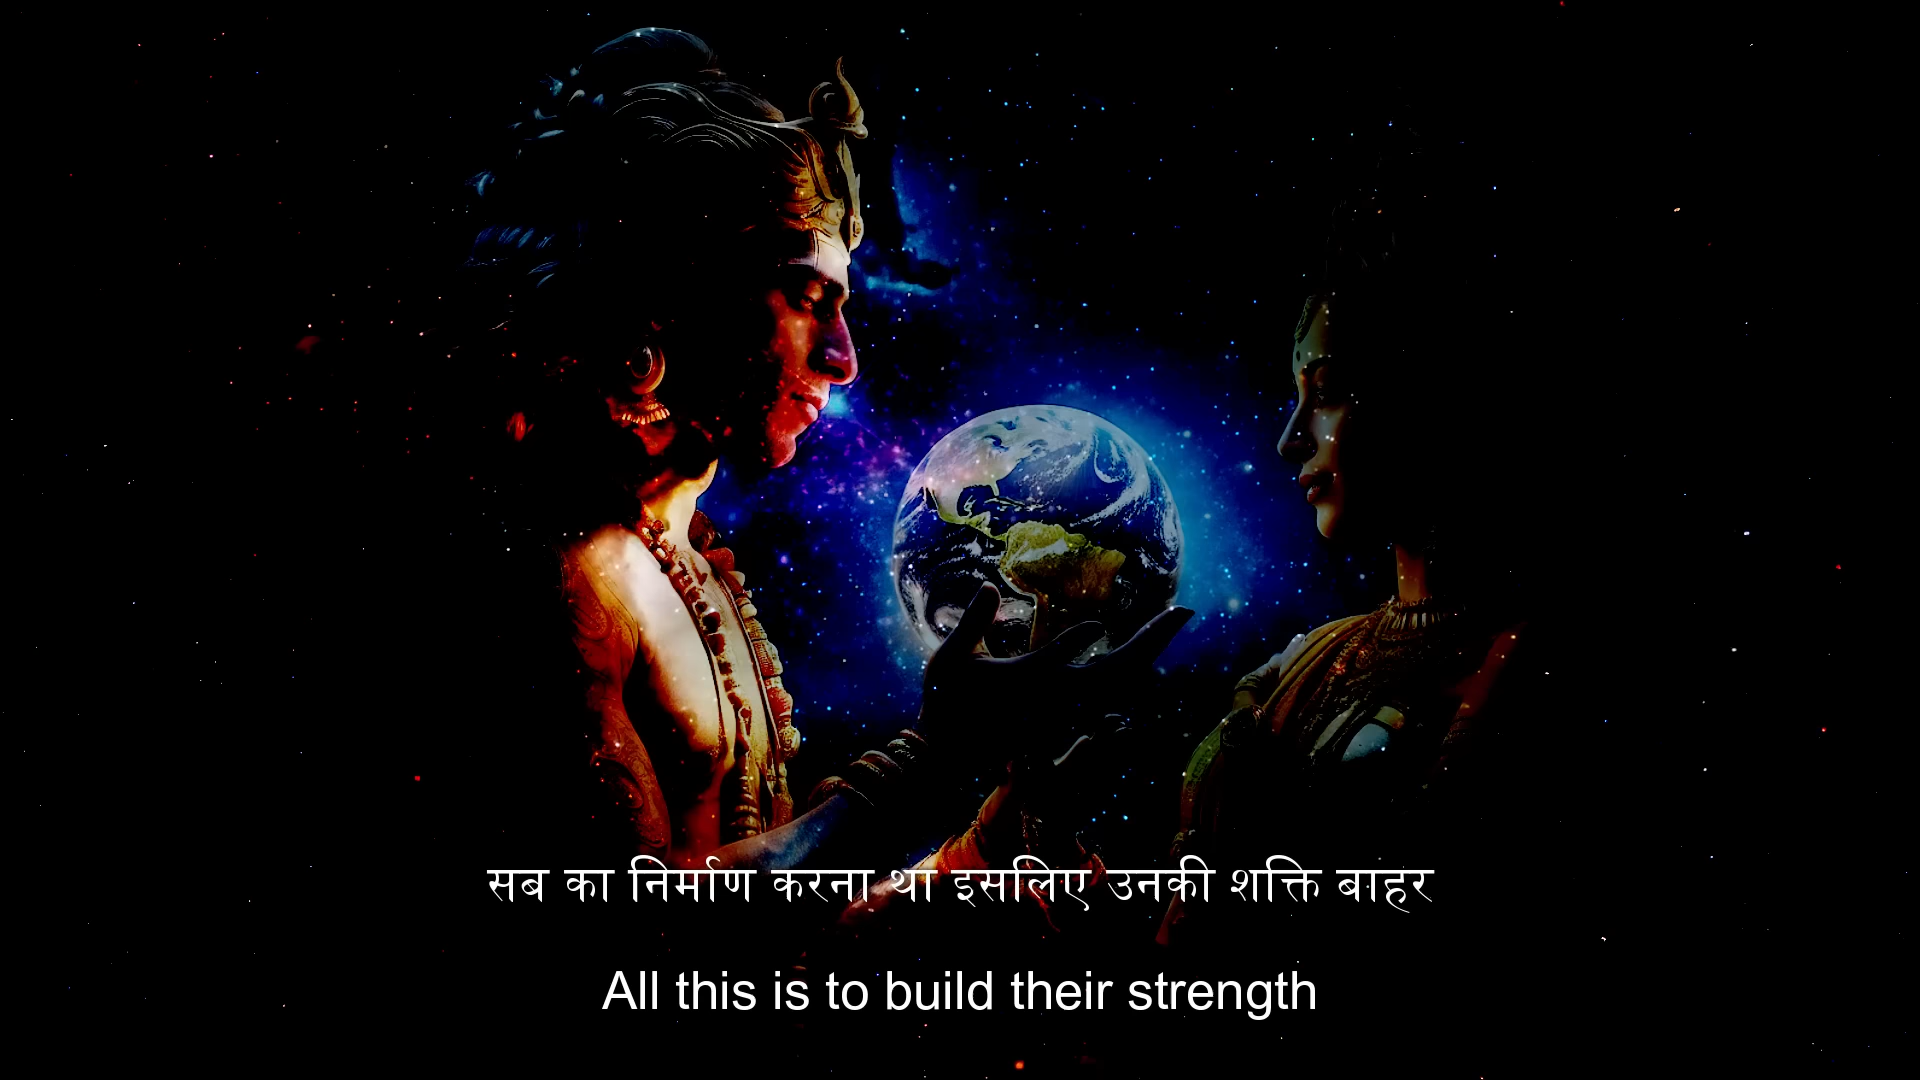 सब का निर्माण करना था इसलिए उनकी शक्ति बाहर
All this is to build their strength